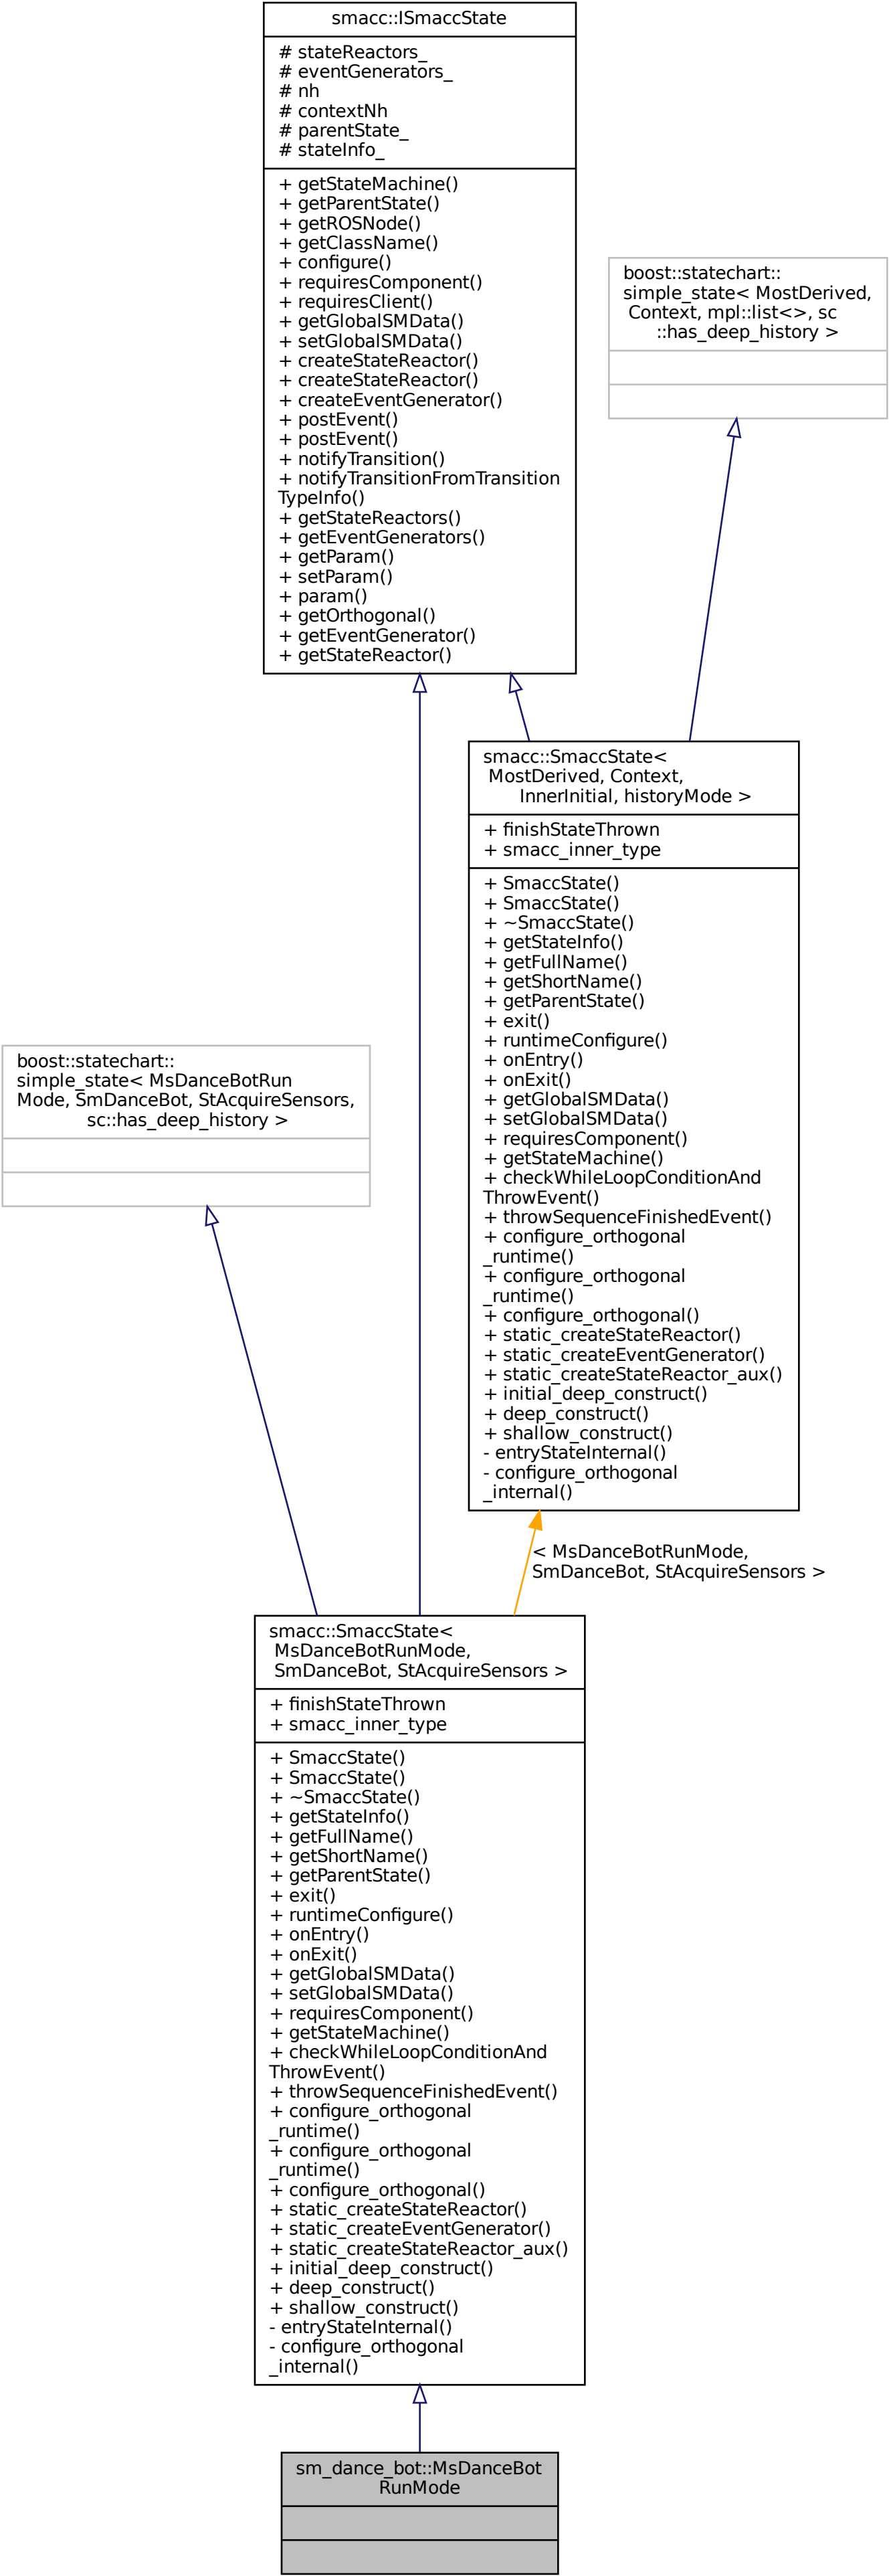 smacc::ISmaccState
# stateReactors_
# eventGenerators_
# nh
# contextNh
# parentState_
# stateInfo_
+ getStateMachine()
+ getParentState()
+ getROSNode()
+ getClassName()
+ configure()
+ requiresComponent()
+ requiresClient()
+ getGlobalSMData()
+ setGlobalSMData()
+ createStateReactor()
+ createStateReactor()
+ createEventGenerator()
+ postEvent()
+ postEvent()
+ notifyTransition()
+ notifyTransitionFromTransition
TypeInfo()
+ getStateReactors()
+ getEventGenerators()
+ getParam()
+ setParam()
+ param()
+ getOrthogonal()
+ getEventGenerator()
+ getStateReactor()
boost::statechart::
simple_state< MostDerived,
Context, mpl::list<>, sc
::has_deep_history >
smacc::SmaccState<
MostDerived, Context,
InnerInitial, historyMode >
+ finishStateThrown
+ smacc_inner_type
+ SmaccState()
+ SmaccState()
+ ~SmaccState()
+ getStateInfo()
+ getFullName()
+ getShortName()
+ getParentState()
+ exit()
+ runtimeConfigure()
+ onEntry()
+ onExit()
+ getGlobalSMData()
+ setGlobalSMData()
+ requiresComponent()
+ getStateMachine()
+ checkWhileLoopConditionAnd
ThrowEvent()
+ throwSequenceFinishedEvent()
+ configure_orthogonal
_runtime()
+ configure_orthogonal
_runtime()
+ configure_orthogonal()
+ static_createStateReactor()
+ static_createEventGenerator()
+ static_createStateReactor_aux()
+ initial_deep_construct()
+ deep_construct()
+ shallow_construct()
- entryStateInternal()
- configure_orthogonal
_internal()
boost::statechart::
simple_state< MsDanceBotRun
Mode, SmDanceBot, StAcquireSensors,
sc::has_deep_history >
< MsDanceBotRunMode,
SmDanceBot, StAcquireSensors >
smacc::SmaccState<
MsDanceBotRunMode,
SmDanceBot, StAcquireSensors >
+ finishStateThrown
+ smacc_inner_type
+ SmaccState()
+ SmaccState()
+ ~SmaccState()
+ getStateInfo()
+ getFullName()
+ getShortName()
+ getParentState()
+ exit()
+ runtimeConfigure()
+ onEntry()
+ onExit()
+ getGlobalSMData()
+ setGlobalSMData()
+ requiresComponent()
+ getStateMachine()
+ checkWhileLoopConditionAnd
ThrowEvent()
+ throwSequenceFinishedEvent()
+ configure_orthogonal
_runtime()
+ configure_orthogonal
_runtime()
+ configure_orthogonal()
+ static_createStateReactor()
+ static_createEventGenerator()
+ static_createStateReactor_aux()
+ initial_deep_construct()
+ deep_construct()
+ shallow_construct()
- entryStateInternal()
- configure_orthogonal
_internal()
sm_dance_bot::MsDanceBot
RunMode